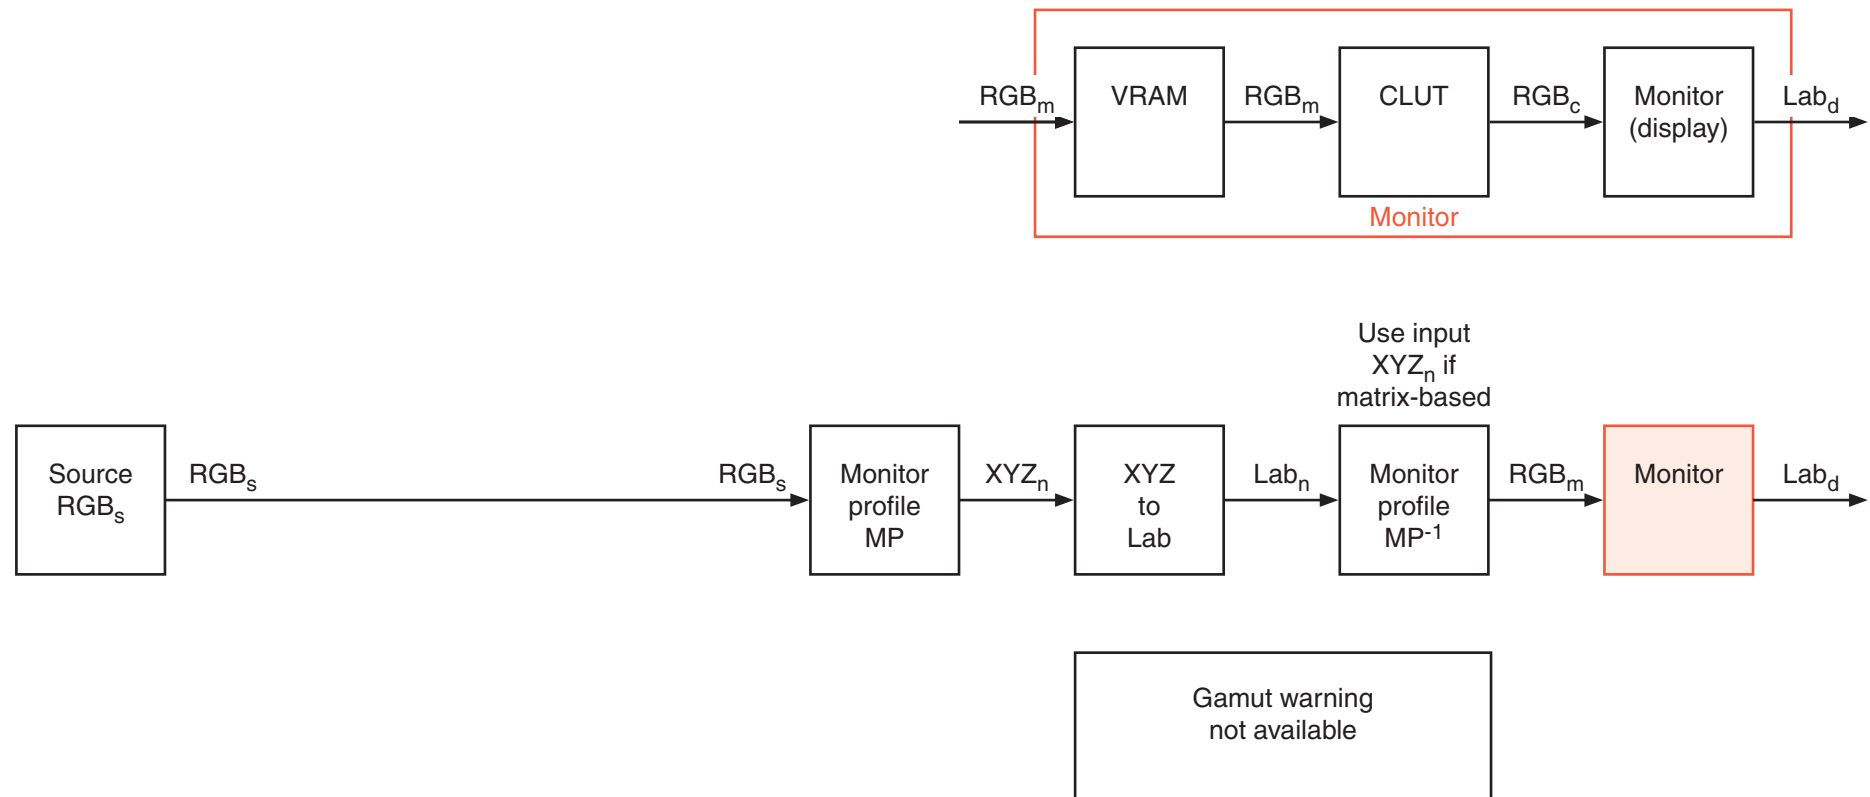 RGBm
VRAM
RGBm
CLUT
RGBc
Monitor
(display)
Labd
Monitor
Use input
XYZn if
matrix-based
Source
RGBs
RGBs
RGBs
Monitor
profile
MP
XYZn
XYZ
to
Lab
Labn
Monitor
profile
MP-1
RGBm
Monitor
Labd
Gamut warning
not available